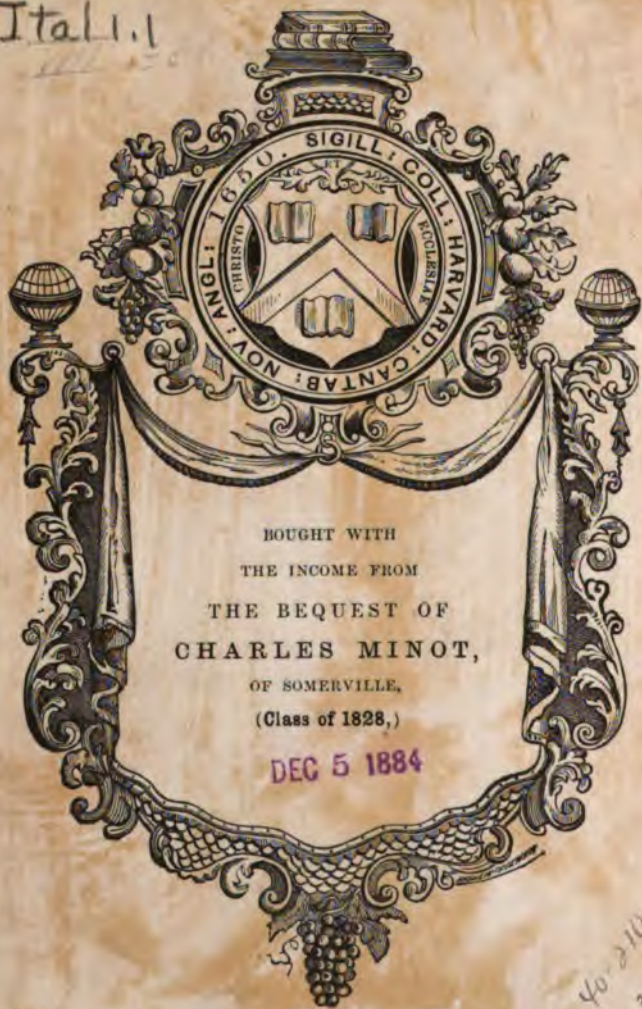 Ital 1.1
SIGILL: COLL: HARVARD: CANTAB: NOV: ANGL: 1650.
ET
CHRISTO
ECCLESIAE
BOUGHT WITH
THE INCOME FROM
THE BEQUEST OF
CHARLES MINOT,
OF SOMERVILLE,
(Class of 1828,)
DEC 5 1884